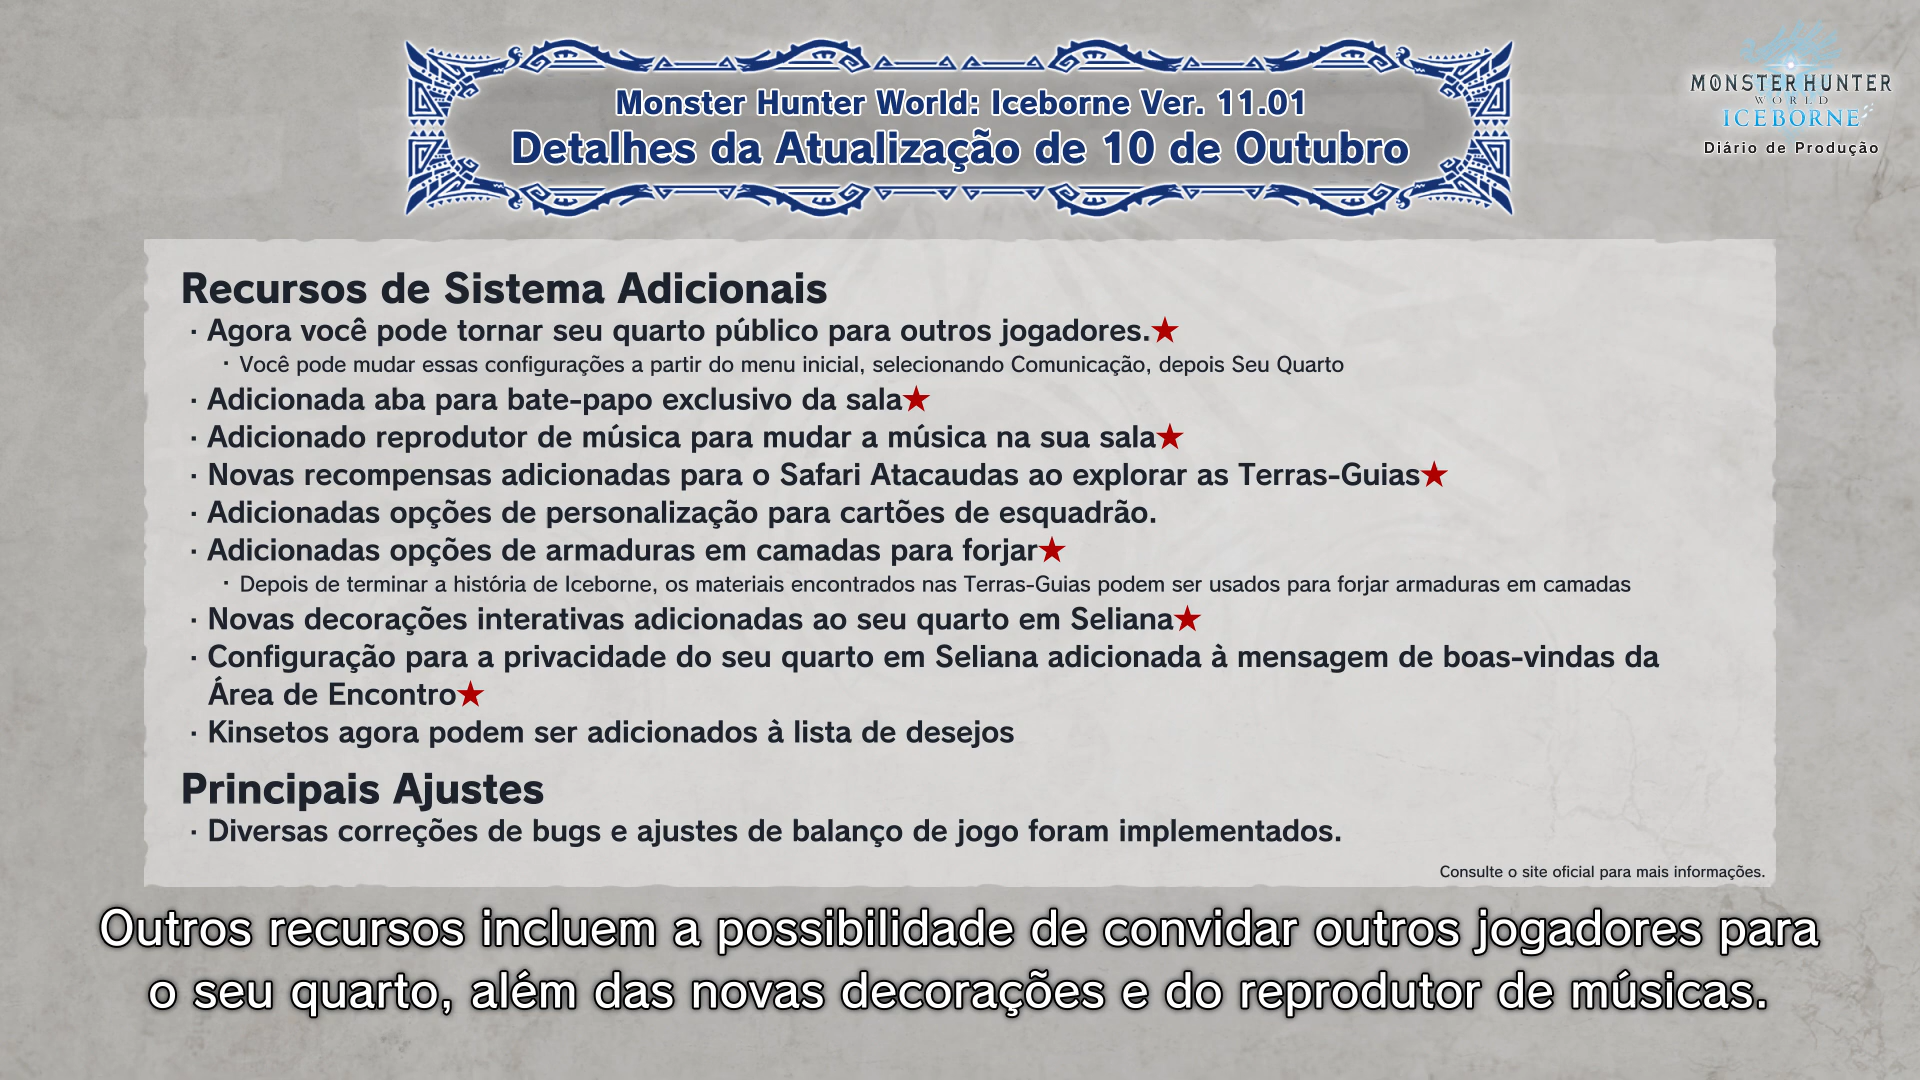 Monster Hunter World: Iceborne Ver. 11.01
Detalhes da Atualização de 10 de Outubro
MONSTER HUNTER
WORLD
ICEBORNE
Diário de Produção
Recursos de Sistema Adicionais
· Agora você pode tornar seu quarto público para outros jogadores.★
· Você pode mudar essas configurações a partir do menu inicial, selecionando Comunicação, depois Seu Quarto
· Adicionada aba para bate-papo exclusivo da sala★
· Adicionado reprodutor de música para mudar a música na sua sala★
· Novas recompensas adicionadas para o Safari Atacaudas ao explorar as Terras-Guias★
· Adicionadas opções de personalização para cartões de esquadrão.
· Adicionadas opções de armaduras em camadas para forjar★
· Depois de terminar a história de Iceborne, os materiais encontrados nas Terras-Guias podem ser usados para forjar armaduras em camadas
· Novas decorações interativas adicionadas ao seu quarto em Seliana★
· Configuração para a privacidade do seu quarto em Seliana adicionada à mensagem de boas-vindas da
Área de Encontro★
· Kinsetos agora podem ser adicionados à lista de desejos
Principais Ajustes
· Diversas correções de bugs e ajustes de balanço de jogo foram implementados.
Consulte o site oficial para mais informações.
Outros recursos incluem a possibilidade de convidar outros jogadores para
o seu quarto, além das novas decorações e do reprodutor de músicas.